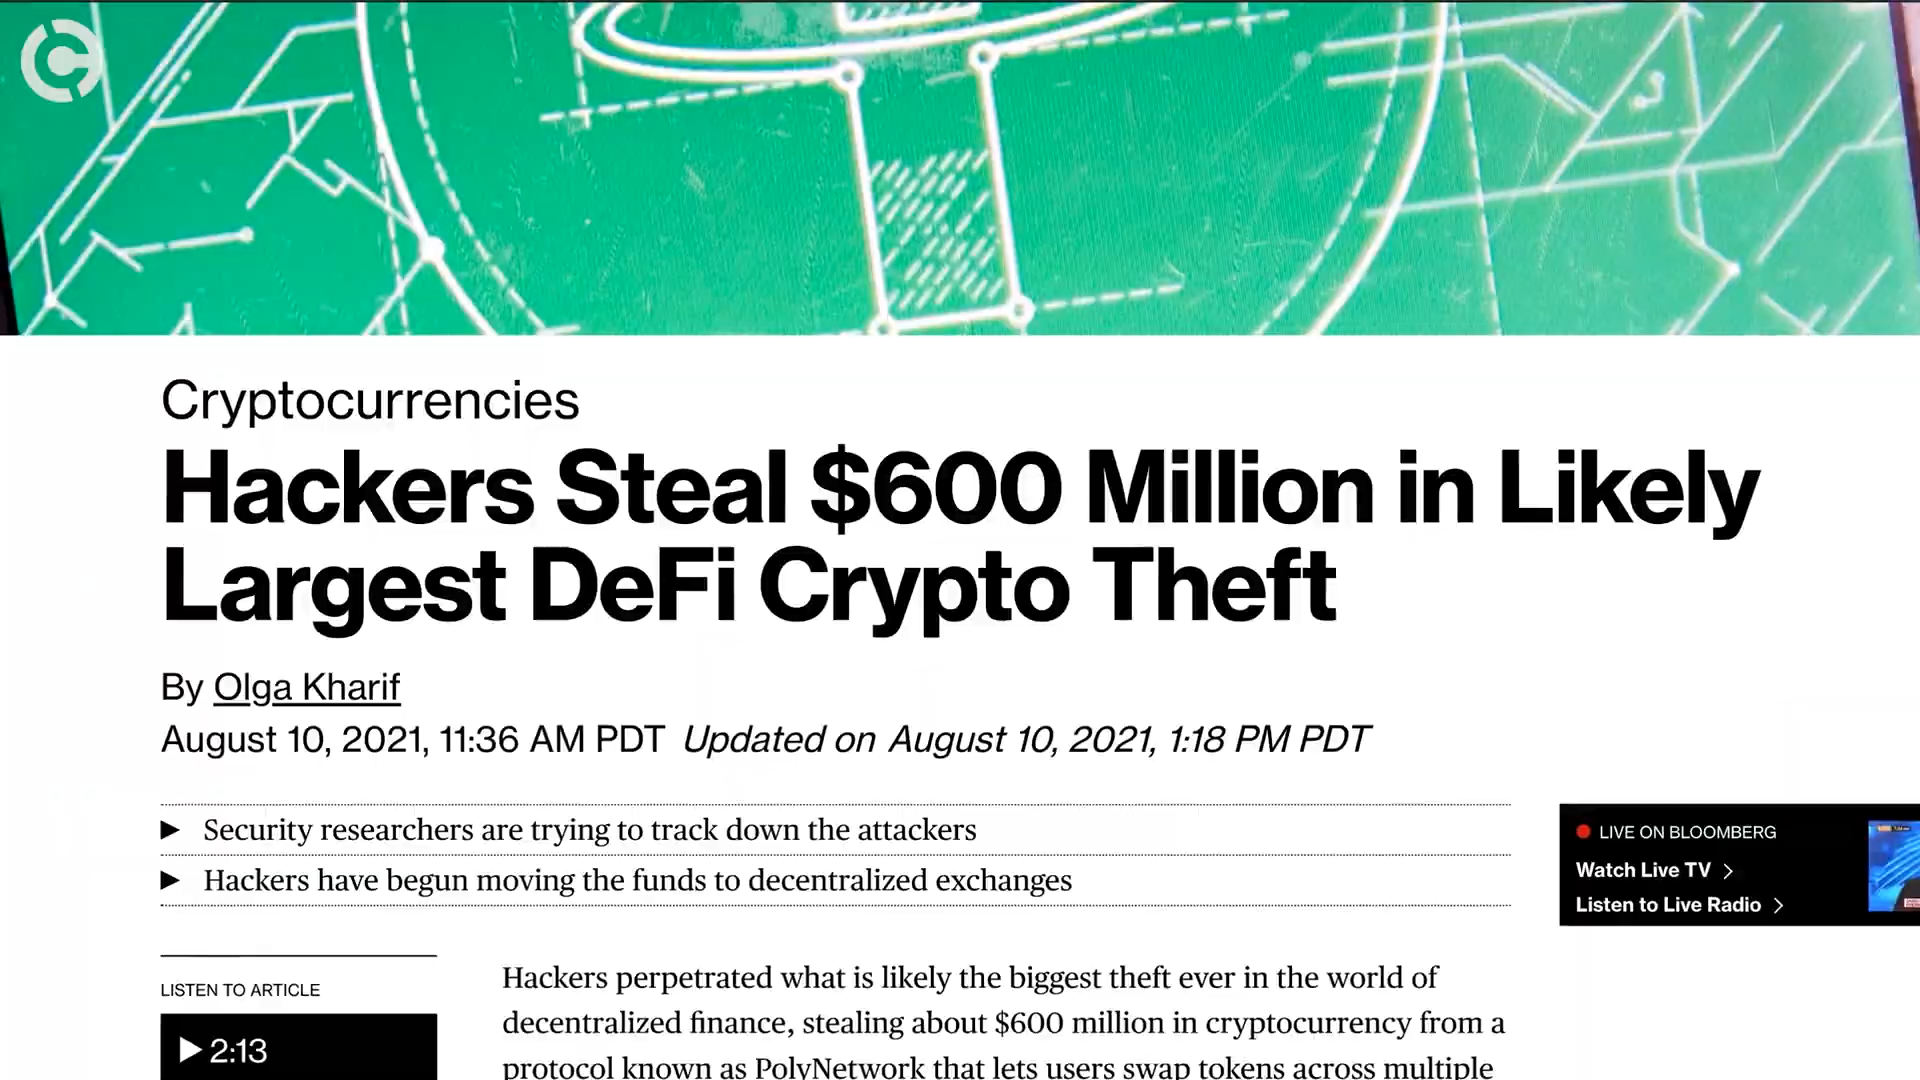 Cryptocurrencies
Hackers Steal $600 Million in Likely
Largest DeFi Crypto Theft
By Olga Kharif
August 10, 2021, 11:36 AM PDT Updated on August 10, 2021, 1:18 PM PDT
Security researchers are trying to track down the attackers
Hackers have begun moving the funds to decentralized exchanges
LIVE ON BLOOMBERG
Watch Live TV
Listen to Live Radio
LISTEN TO ARTICLE
2:13
Hackers perpetrated what is likely the biggest theft ever in the world of
decentralized finance, stealing about $600 million in cryptocurrency from a
protocol known as PolyNetwork that lets users swap tokens across multiple